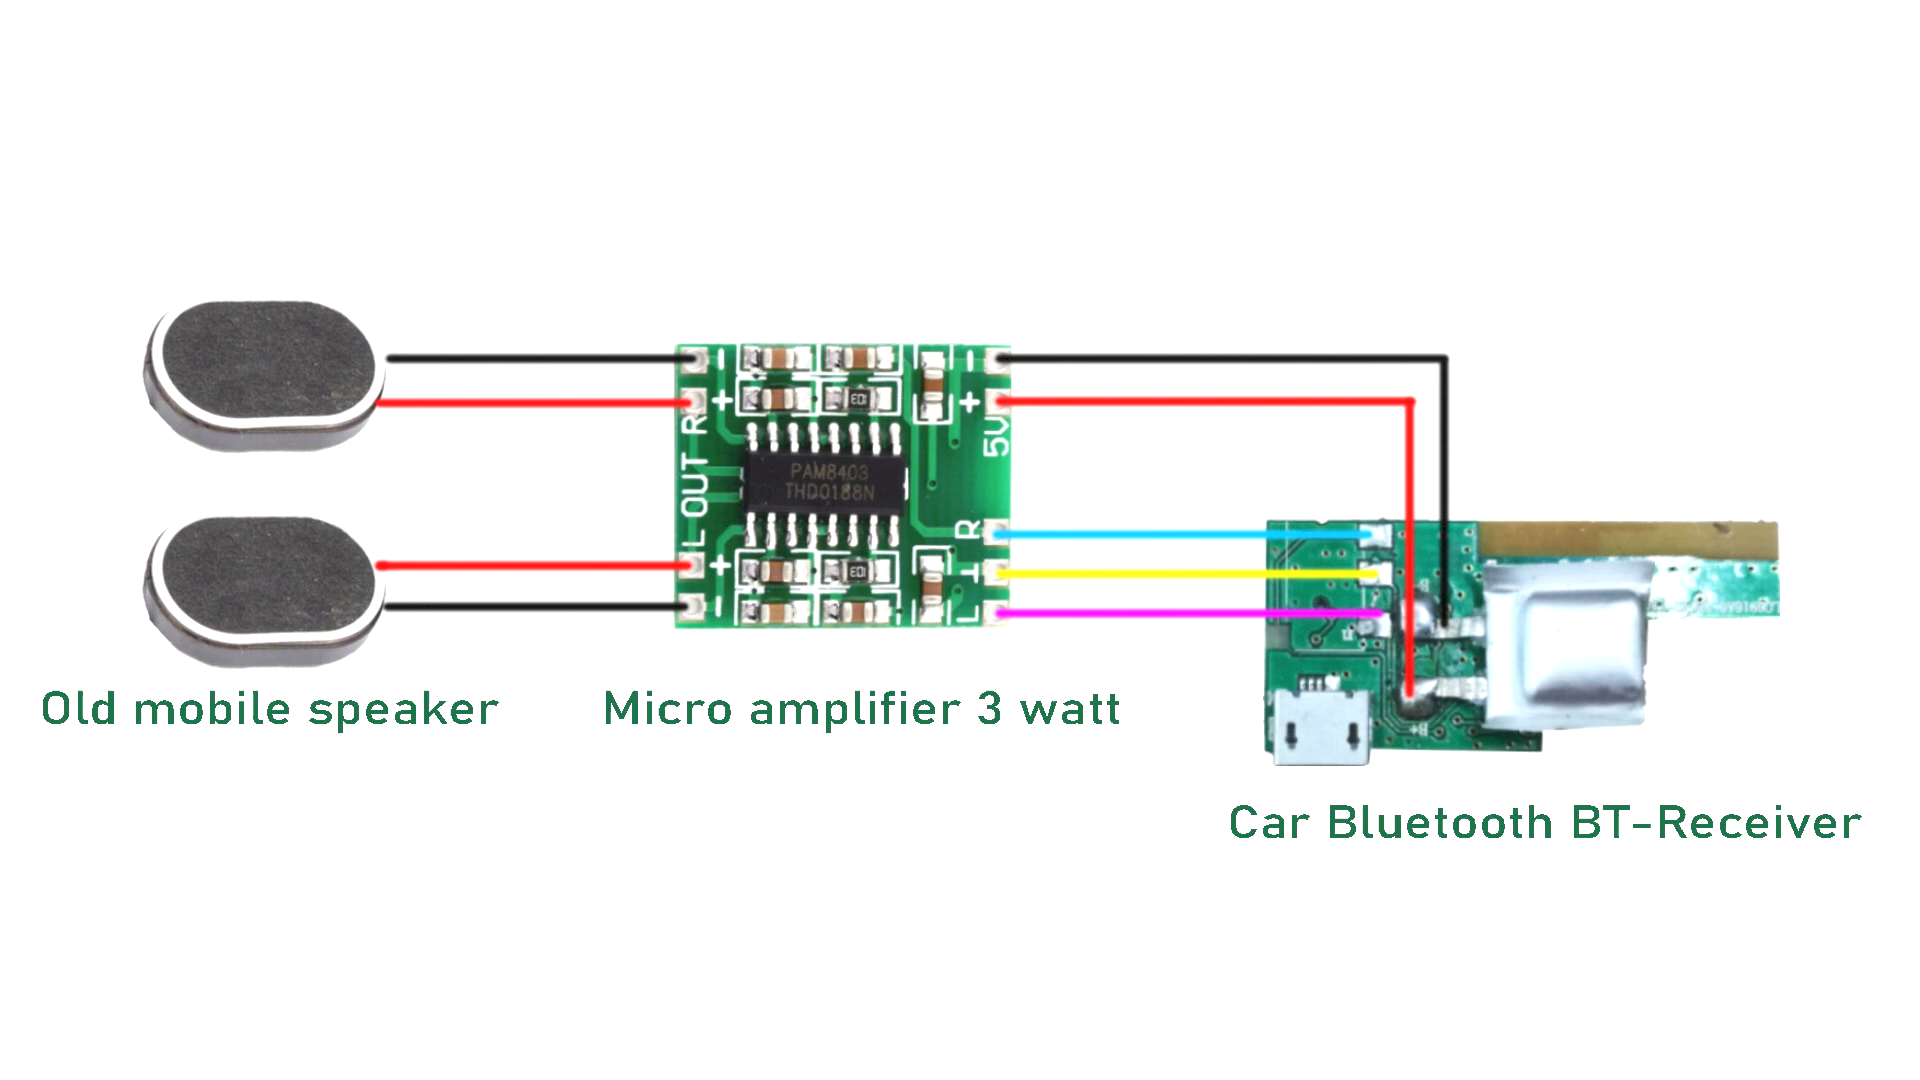 −
−
+
+
R
5V
PAM8403
THD0188N
L OUT
R
+
⊥
−
L
Old mobile speaker
Micro amplifier 3 watt
B+
Car Bluetooth BT-Receiver